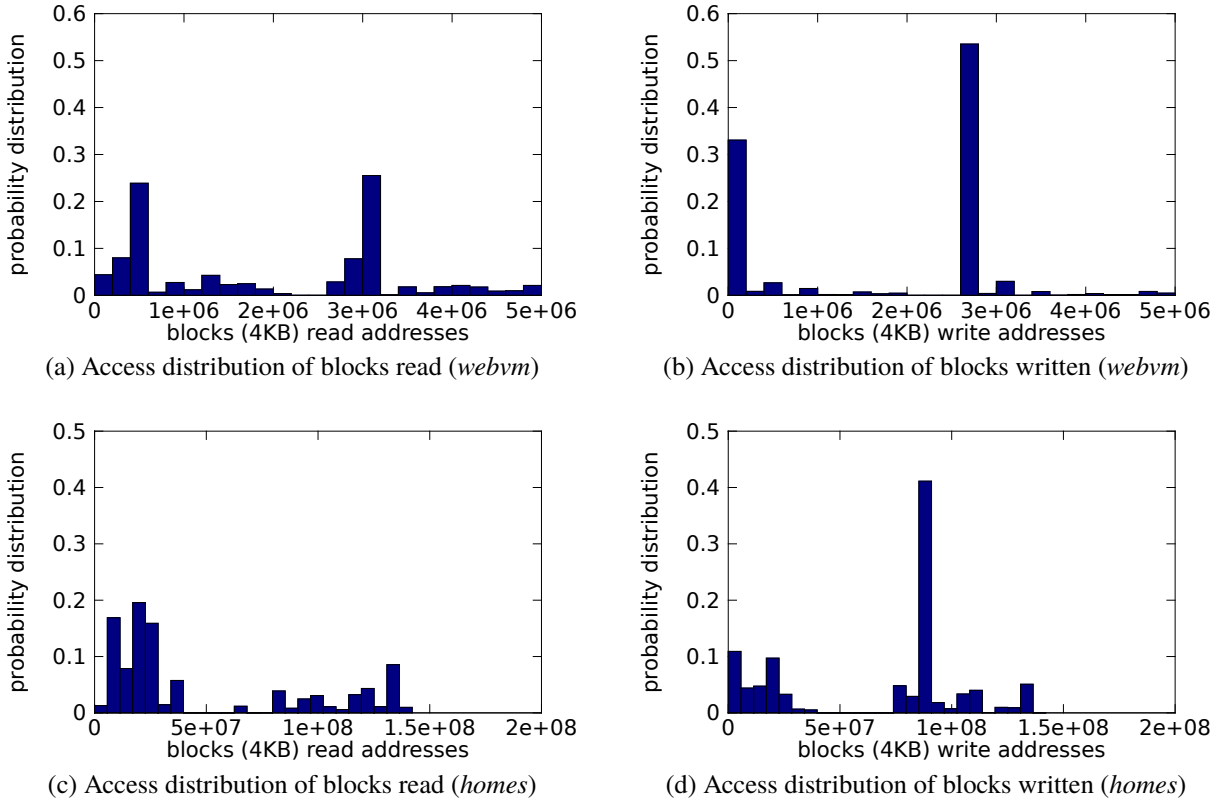 0.6
0.5
0.4
0.3
0.2
0.1
0
probability distribution
0 1e+06 2e+06 3e+06 4e+06 5e+06
blocks (4KB) read addresses
(a) Access distribution of blocks read (webvm)
0.6
0.5
0.4
0.3
0.2
0.1
0
probability distribution
0 1e+06 2e+06 3e+06 4e+06 5e+06
blocks (4KB) write addresses
(b) Access distribution of blocks written (webvm)
0.5
0.4
0.3
0.2
0.1
0
probability distribution
0 5e+07 1e+08 1.5e+08 2e+08
blocks (4KB) read addresses
(c) Access distribution of blocks read (homes)
0.5
0.4
0.3
0.2
0.1
0
probability distribution
0 5e+07 1e+08 1.5e+08 2e+08
blocks (4KB) write addresses
(d) Access distribution of blocks written (homes)